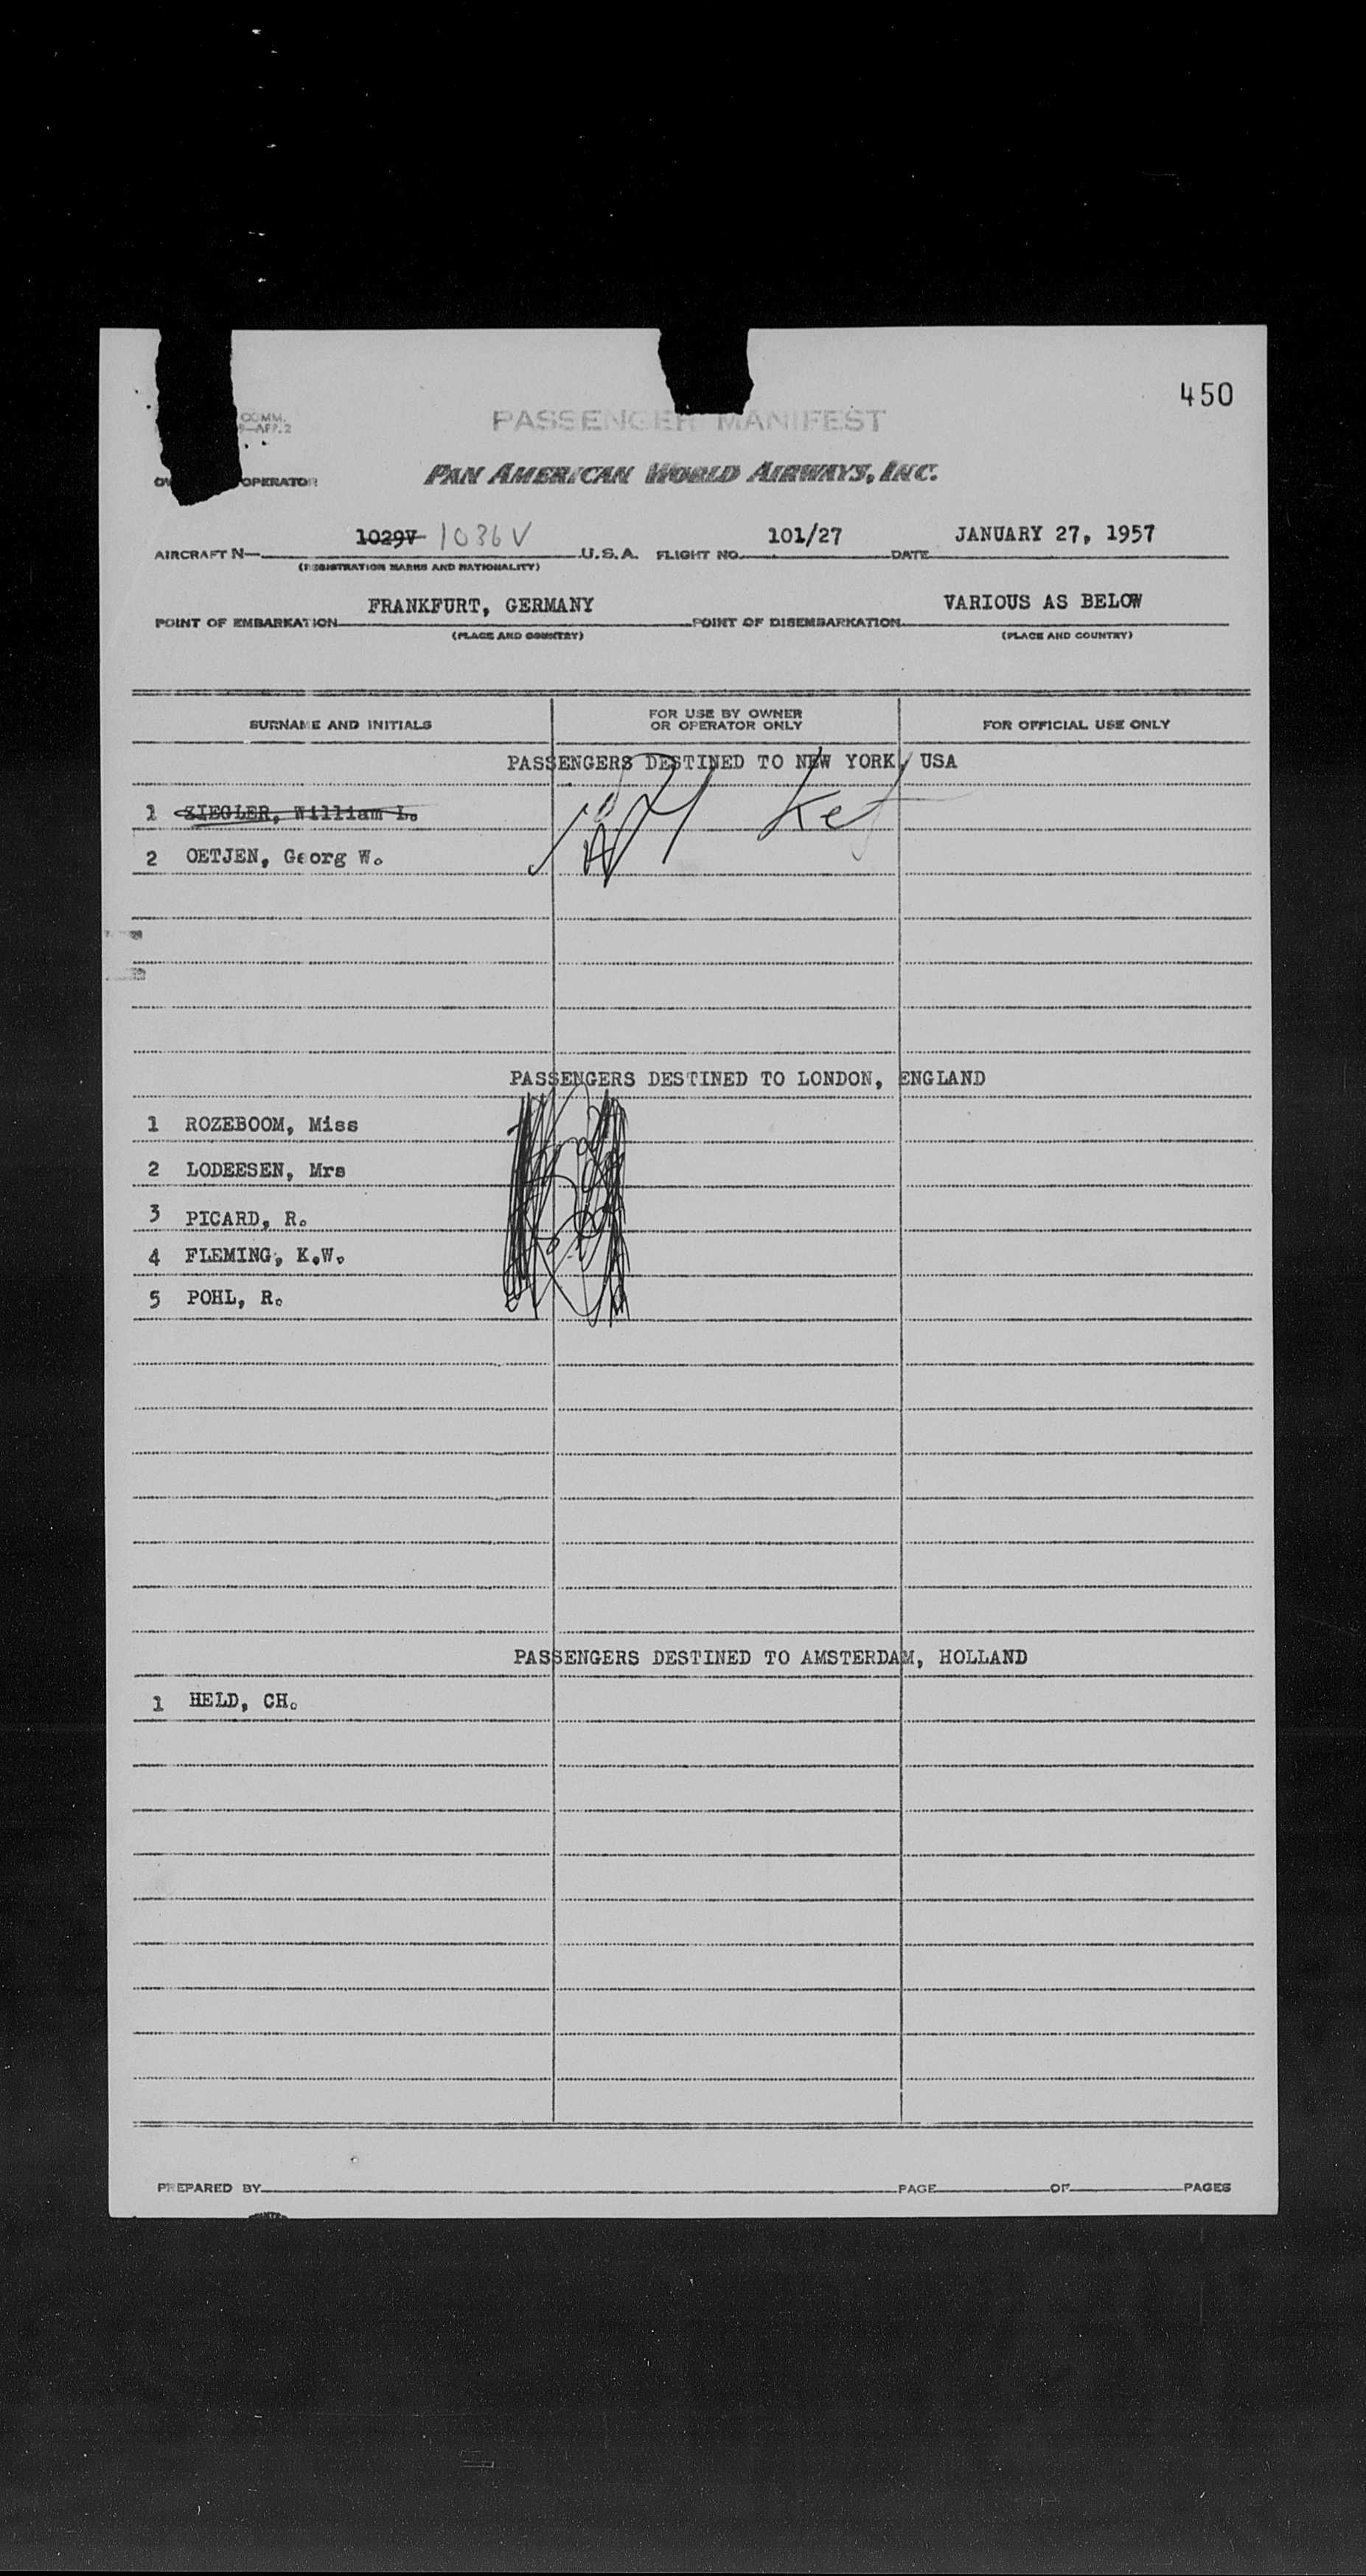 450
COMM.
PASSENGER MANIFEST
OPERATOR
PAN AMERICAN WORLD AIRWAYS, INC.
AIRCRAFT N— 1029V 1036V U.S.A. FLIGHT NO. 101/27 DATE JANUARY 27, 1957
(REGISTRATION MARKS AND NATIONALITY)
POINT OF EMBARKATION FRANKFURT, GERMANY POINT OF DISEMBARKATION VARIOUS AS BELOW
(PLACE AND COUNTRY) (PLACE AND COUNTRY)
SURNAME AND INITIALS FOR USE BY OWNER OR OPERATOR ONLY FOR OFFICIAL USE ONLY
PASSENGERS DESTINED TO NEW YORK, USA
1 ZIEGLER, William L.
2 OETJEN, Georg W.
PASSENGERS DESTINED TO LONDON, ENGLAND
1 ROZEBOOM, Miss
2 LODEESEN, Mrs
3 PICARD, R.
4 FLEMING, K.W.
5 POHL, R.
PASSENGERS DESTINED TO AMSTERDAM, HOLLAND
1 HELD, CH.
PREPARED BY PAGE OF PAGES